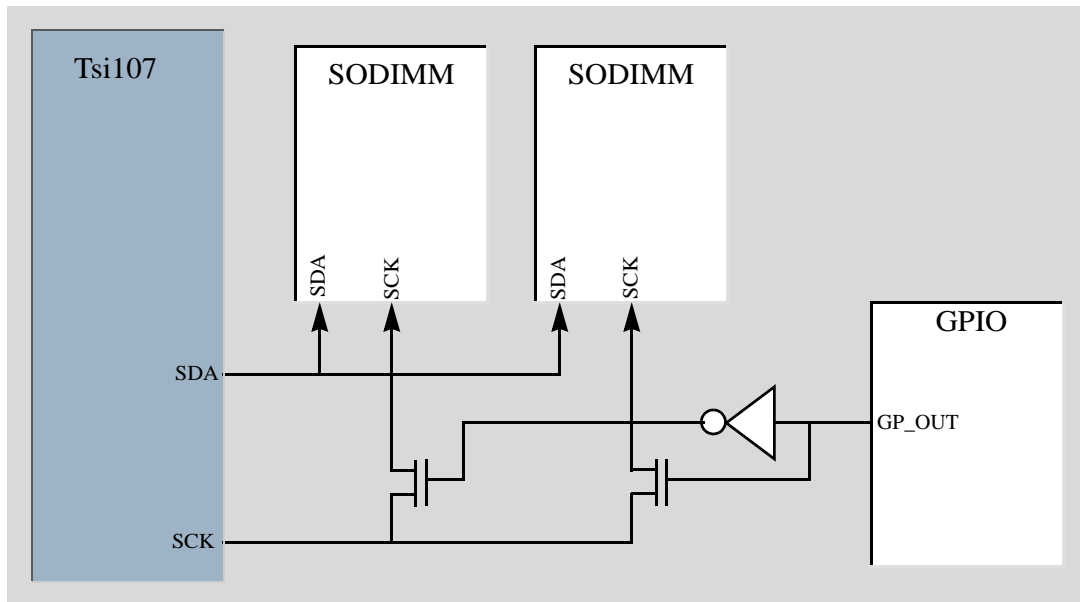 Tsi107
SODIMM
SODIMM
SDA
SCK
SDA
SCK
GPIO
SDA
GP_OUT
SCK